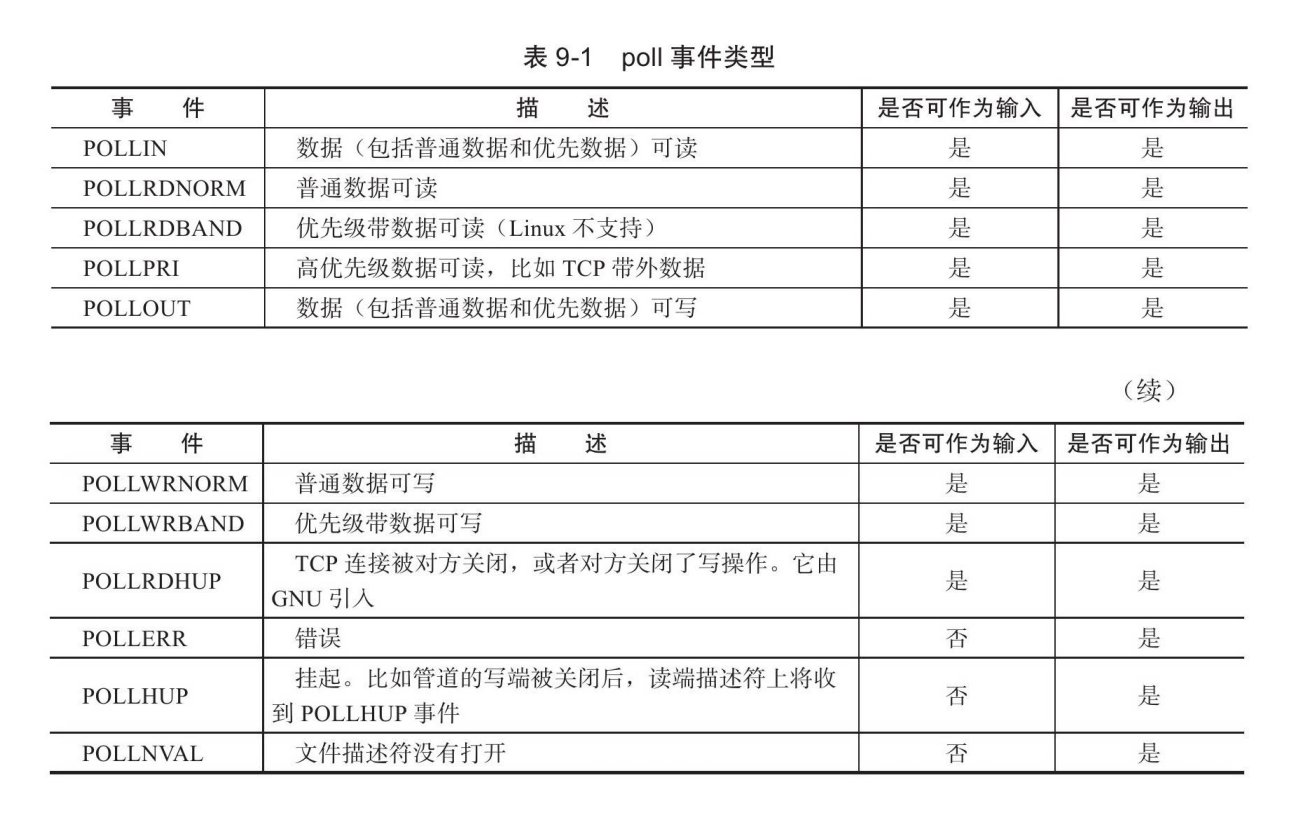 表 9-1 poll 事件类型
事 件 描 述 是否可作为输入 是否可作为输出
POLLIN 数据（包括普通数据和优先数据）可读 是 是
POLLRDNORM 普通数据可读 是 是
POLLRDBAND 优先级带数据可读（Linux 不支持） 是 是
POLLPRI 高优先级数据可读，比如 TCP 带外数据 是 是
POLLOUT 数据（包括普通数据和优先数据）可写 是 是
（续）
事 件 描 述 是否可作为输入 是否可作为输出
POLLWRNORM 普通数据可写 是 是
POLLWRBAND 优先级带数据可写 是 是
POLLRDHUP TCP 连接被对方关闭，或者对方关闭了写操作。它由
GNU 引入 是 是
POLLERR 错误 否 是
POLLHUP 挂起。比如管道的写端被关闭后，读端描述符上将收
到 POLLHUP 事件 否 是
POLLNVAL 文件描述符没有打开 否 是